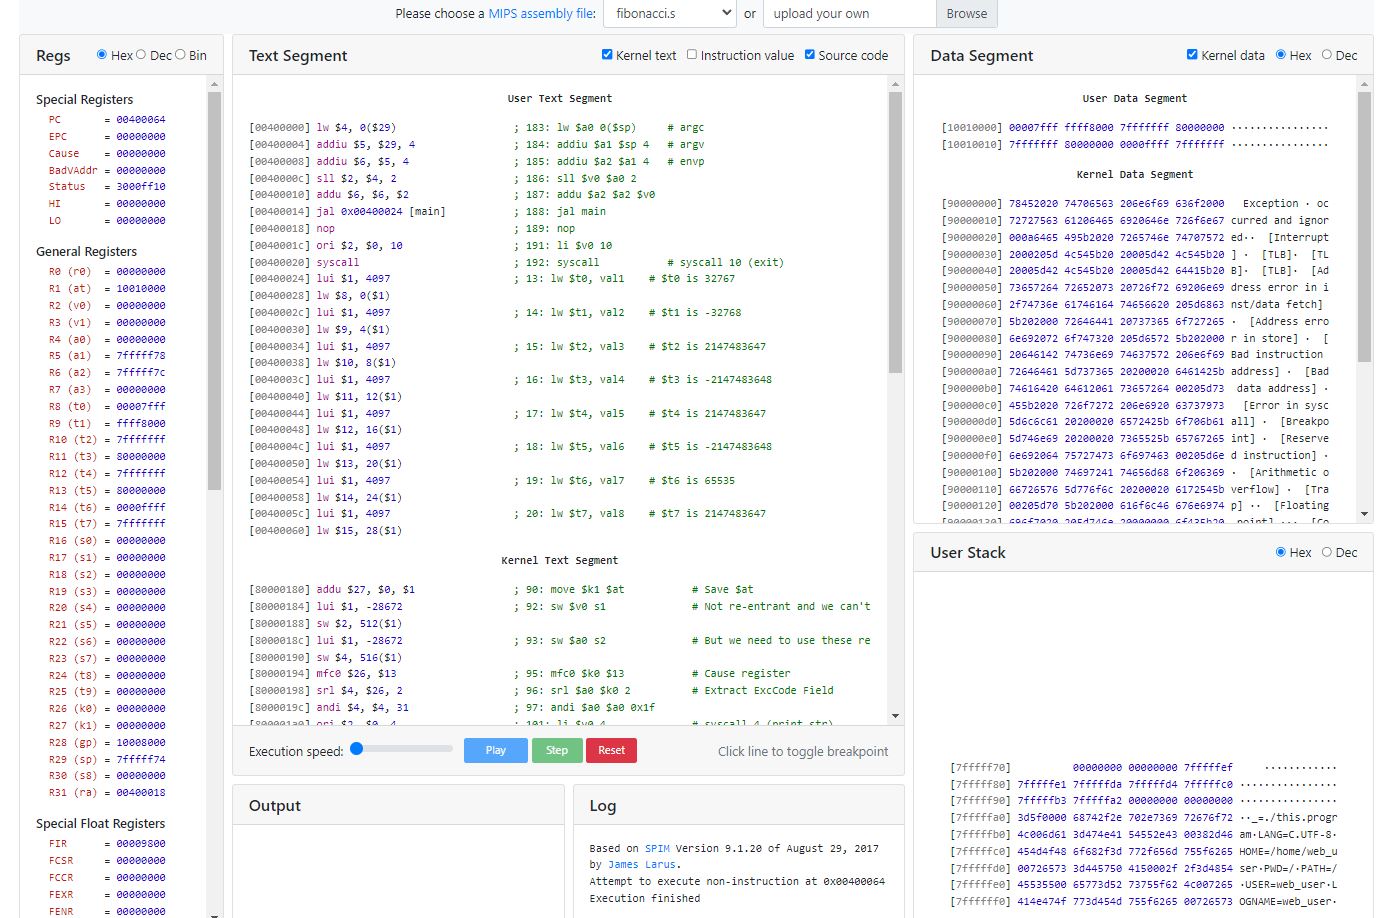 Please choose a MIPS assembly file: fibonacci.s or upload your own Browse
Regs Hex Dec Bin
Special Registers
PC = 00400064
EPC = 00000000
Cause = 00000000
BadVAddr = 00000000
Status = 3000ff10
HI = 00000000
LO = 00000000
General Registers
R0 (r0) = 00000000
R1 (at) = 10010000
R2 (v0) = 00000000
R3 (v1) = 00000000
R4 (a0) = 00000000
R5 (a1) = 7fffff78
R6 (a2) = 7fffff7c
R7 (a3) = 00000000
R8 (t0) = 00007fff
R9 (t1) = ffff8000
R10 (t2) = 7fffffff
R11 (t3) = 80000000
R12 (t4) = 7fffffff
R13 (t5) = 80000000
R14 (t6) = 0000ffff
R15 (t7) = 7fffffff
R16 (s0) = 00000000
R17 (s1) = 00000000
R18 (s2) = 00000000
R19 (s3) = 00000000
R20 (s4) = 00000000
R21 (s5) = 00000000
R22 (s6) = 00000000
R23 (s7) = 00000000
R24 (t8) = 00000000
R25 (t9) = 00000000
R26 (k0) = 00000000
R27 (k1) = 00000000
R28 (gp) = 10008000
R29 (sp) = 7fffff74
R30 (s8) = 00000000
R31 (ra) = 00400018
Special Float Registers
FIR = 00009800
FCSR = 00000000
FCCR = 00000000
FEXR = 00000000
FENR = 00000000
Text Segment Kernel text Instruction value Source code
User Text Segment
[00400000] lw $4, 0($29) ; 183: lw $a0 0($sp) # argc
[00400004] addiu $5, $29, 4 ; 184: addiu $a1 $sp 4 # argv
[00400008] addiu $6, $5, 4 ; 185: addiu $a2 $a1 4 # envp
[0040000c] sll $2, $4, 2 ; 186: sll $v0 $a0 2
[00400010] addu $6, $6, $2 ; 187: addu $a2 $a2 $v0
[00400014] jal 0x00400024 [main] ; 188: jal main
[00400018] nop ; 189: nop
[0040001c] ori $2, $0, 10 ; 191: li $v0 10
[00400020] syscall ; 192: syscall # syscall 10 (exit)
[00400024] lui $1, 4097 ; 13: lw $t0, val1 # $t0 is 32767
[00400028] lw $8, 0($1)
[0040002c] lui $1, 4097 ; 14: lw $t1, val2 # $t1 is -32768
[00400030] lw $9, 4($1)
[00400034] lui $1, 4097 ; 15: lw $t2, val3 # $t2 is 2147483647
[00400038] lw $10, 8($1)
[0040003c] lui $1, 4097 ; 16: lw $t3, val4 # $t3 is -2147483648
[00400040] lw $11, 12($1)
[00400044] lui $1, 4097 ; 17: lw $t4, val5 # $t4 is 2147483647
[00400048] lw $12, 16($1)
[0040004c] lui $1, 4097 ; 18: lw $t5, val6 # $t5 is -2147483648
[00400050] lw $13, 20($1)
[00400054] lui $1, 4097 ; 19: lw $t6, val7 # $t6 is 65535
[00400058] lw $14, 24($1)
[0040005c] lui $1, 4097 ; 20: lw $t7, val8 # $t7 is 2147483647
[00400060] lw $15, 28($1)
Kernel Text Segment
[80000180] addu $27, $0, $1 ; 90: move $k1 $at # Save $at
[80000184] lui $1, -28672 ; 92: sw $v0 s1 # Not re-entrant and we can't
[80000188] sw $2, 512($1)
[8000018c] lui $1, -28672 ; 93: sw $a0 s2 # But we need to use these re
[80000190] sw $4, 516($1)
[80000194] mfc0 $26, $13 ; 95: mfc0 $k0 $13 # Cause register
[80000198] srl $4, $26, 2 ; 96: srl $a0 $k0 2 # Extract ExcCode Field
[8000019c] andi $4, $4, 31 ; 97: andi $a0 $a0 0x1f
[800001a0] ori $2, $0, 4 ; 101: li $v0 4 # syscall 4 (print_str)
Execution speed: Play Step Reset Click line to toggle breakpoint
Output
Log
Based on SPIM Version 9.1.20 of August 29, 2017
by James Larus.
Attempt to execute non-instruction at 0x00400064
Execution finished
Data Segment Kernel data Hex Dec
User Data Segment
[10010000] 00007fff ffff8000 7fffffff 80000000 ················
[10010010] 7fffffff 80000000 0000ffff 7fffffff ················
Kernel Data Segment
[90000000] 78452020 74706563 206e6f69 636f2000 Exception · oc
[90000010] 72727563 61206465 6920646e 726f6e67 curred and ignor
[90000020] 000a6465 495b2020 7265746e 74707572 ed·· [Interrupt
[90000030] 2000205d 4c545b20 20005d42 4c545b20 ] · [TLB]· [TL
[90000040] 20005d42 4c545b20 20005d42 64415b20 B]· [TLB]· [Ad
[90000050] 73657264 72652073 20726f72 69206e69 dress error in i
[90000060] 2f74736e 61746164 74656620 205d6863 nst/data fetch]
[90000070] 5b202000 72646441 20737365 6f727265 · [Address erro
[90000080] 6e692072 6f747320 205d6572 5b202000 r in store] · [
[90000090] 20646142 74736e69 74637572 206e6f69 Bad instruction
[900000a0] 72646461 5d737365 20200020 6461425b address] · [Bad
[900000b0] 74616420 64612061 73657264 00205d73 data address] ·
[900000c0] 455b2020 726f7272 206e6920 63737973 [Error in sysc
[900000d0] 5d6c6c61 20200020 6572425b 6f706b61 all] · [Breakpo
[900000e0] 5d746e69 20200020 7365525b 65767265 int] · [Reserve
[900000f0] 6e692064 75727473 6f697463 00205d6e d instruction] ·
[90000100] 5b202000 74697241 74656d68 6f206369 · [Arithmetic o
[90000110] 66726576 5d776f6c 20200020 6172545b verflow] · [Tra
[90000120] 00205d70 5b202000 616f6c46 676e6974 p] ·· [Floating
User Stack Hex Dec
[7fffff70] 00000000 00000000 7fffffef ············
[7fffff80] 7fffffe1 7fffffda 7fffffd4 7fffffc0 ················
[7fffff90] 7fffffb3 7fffffa2 00000000 00000000 ················
[7fffffa0] 3d5f0000 68742f2e 702e7369 72676f72 ··_=./this.progr
[7fffffb0] 4c006d61 3d474e41 54552e43 00382d46 am·LANG=C.UTF-8·
[7fffffc0] 454d4f48 6f682f3d 772f656d 755f6265 HOME=/home/web_u
[7fffffd0] 00726573 3d445750 4150002f 2f3d4854 ser·PWD=/·PATH=/
[7fffffe0] 45535500 65773d52 73755f62 4c007265 ·USER=web_user·L
[7ffffff0] 414e474f 773d454d 755f6265 00726573 OGNAME=web_user·